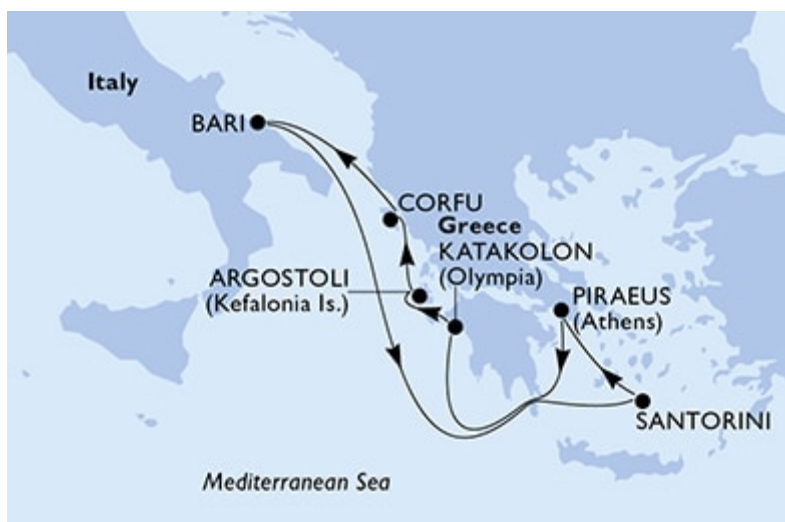 Italy
BARI
CORFU
Greece
KATAKOLON
(Olympia)
ARGOSTOLI
(Kefalonia Is.)
PIRAEUS
(Athens)
SANTORINI
Mediterranean Sea